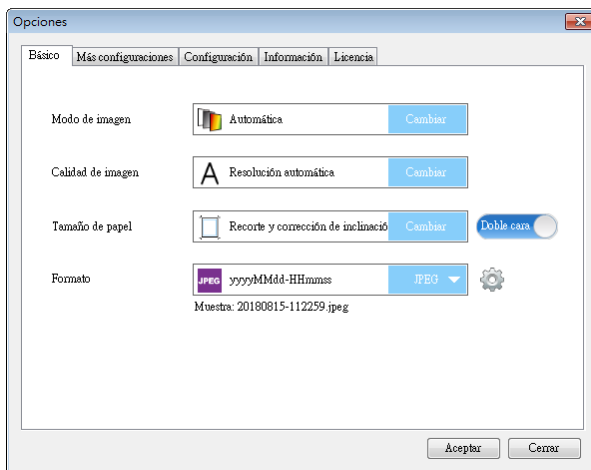 Opciones
Básico Más configuraciones Configuración Información Licencia
Modo de imagen Automática Cambiar
Calidad de imagen A Resolución automática Cambiar
Tamaño de papel Recorte y corrección de inclinació Cambiar Doble cara
Formato JPEG yyyyMMdd-HHmmss JPEG
Muestra: 20180815-112259.jpeg
Aceptar Cerrar